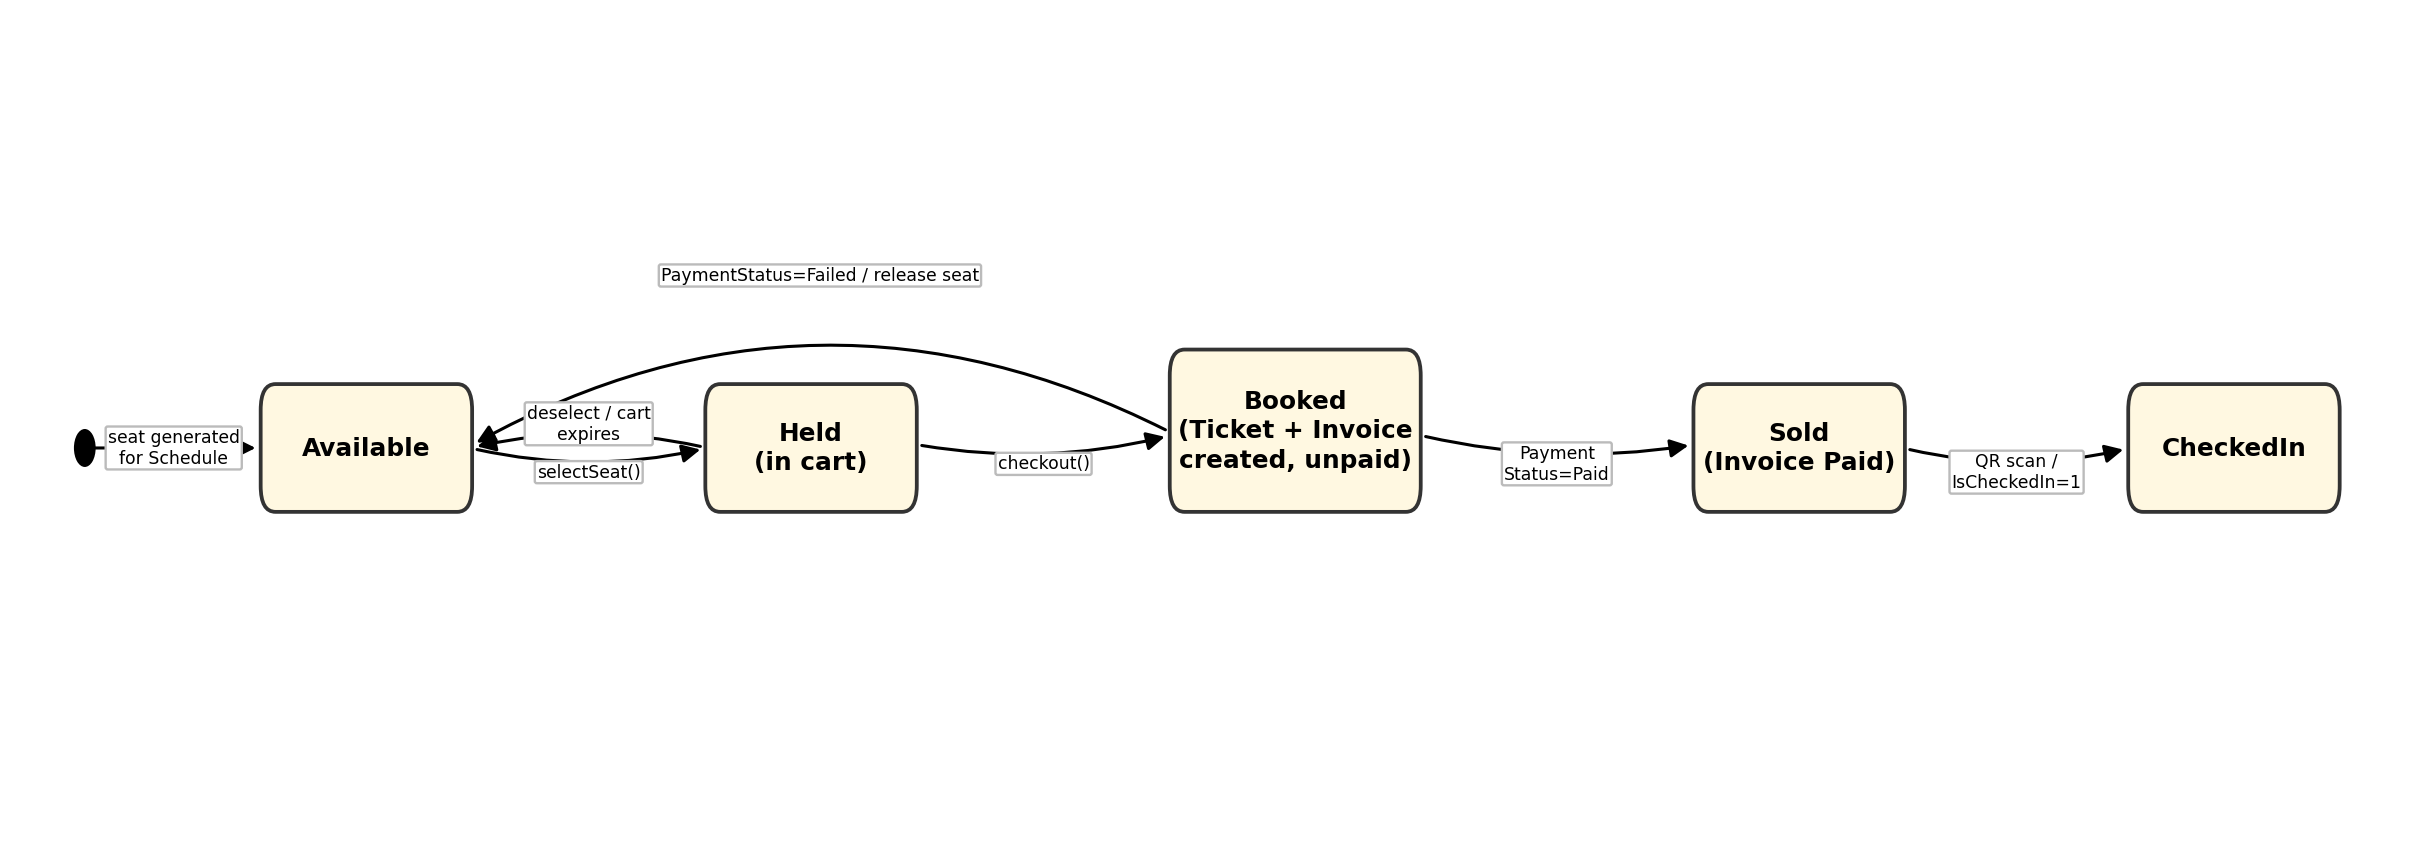 PaymentStatus=Failed / release seat
seat generated
for Schedule
Available
deselect / cart
expires
selectSeat()
Held
(in cart)
checkout()
Booked
(Ticket + Invoice
created, unpaid)
Payment
Status=Paid
Sold
(Invoice Paid)
QR scan /
IsCheckedIn=1
CheckedIn